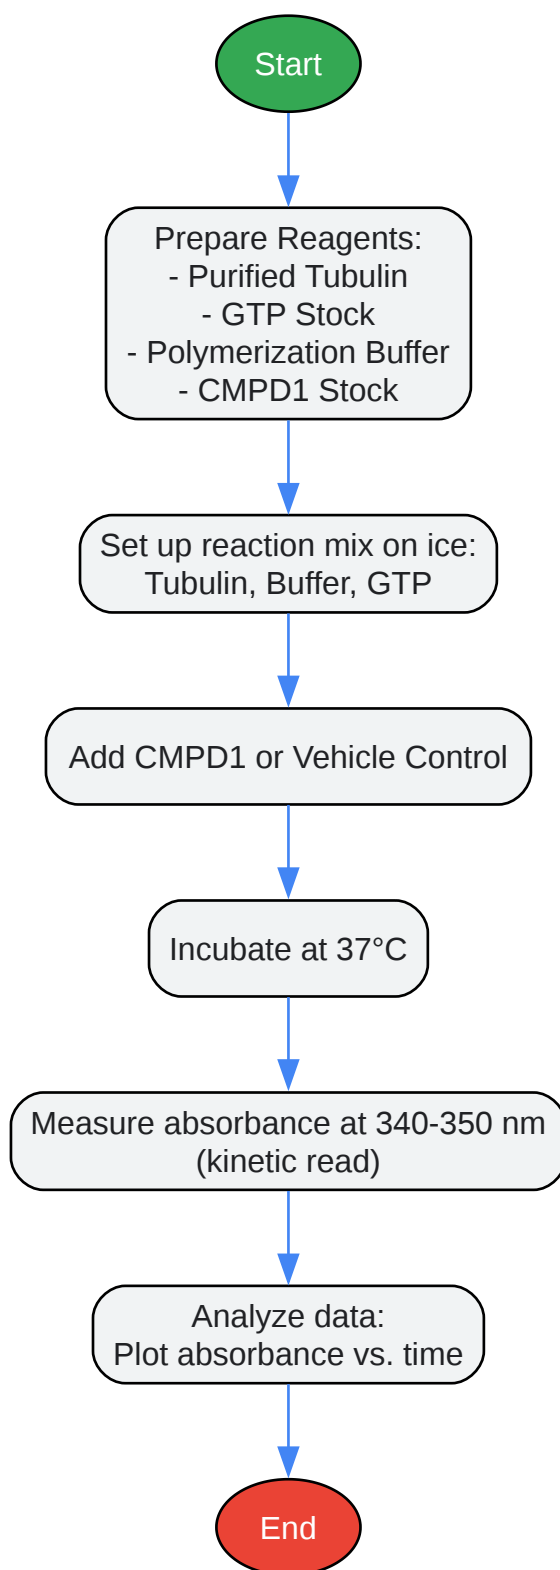 Start
Prepare Reagents:
- Purified Tubulin
- GTP Stock
- Polymerization Buffer
- CMPD1 Stock
Set up reaction mix on ice:
Tubulin, Buffer, GTP
Add CMPD1 or Vehicle Control
Incubate at 37°C
Measure absorbance at 340-350 nm
(kinetic read)
Analyze data:
Plot absorbance vs. time
End